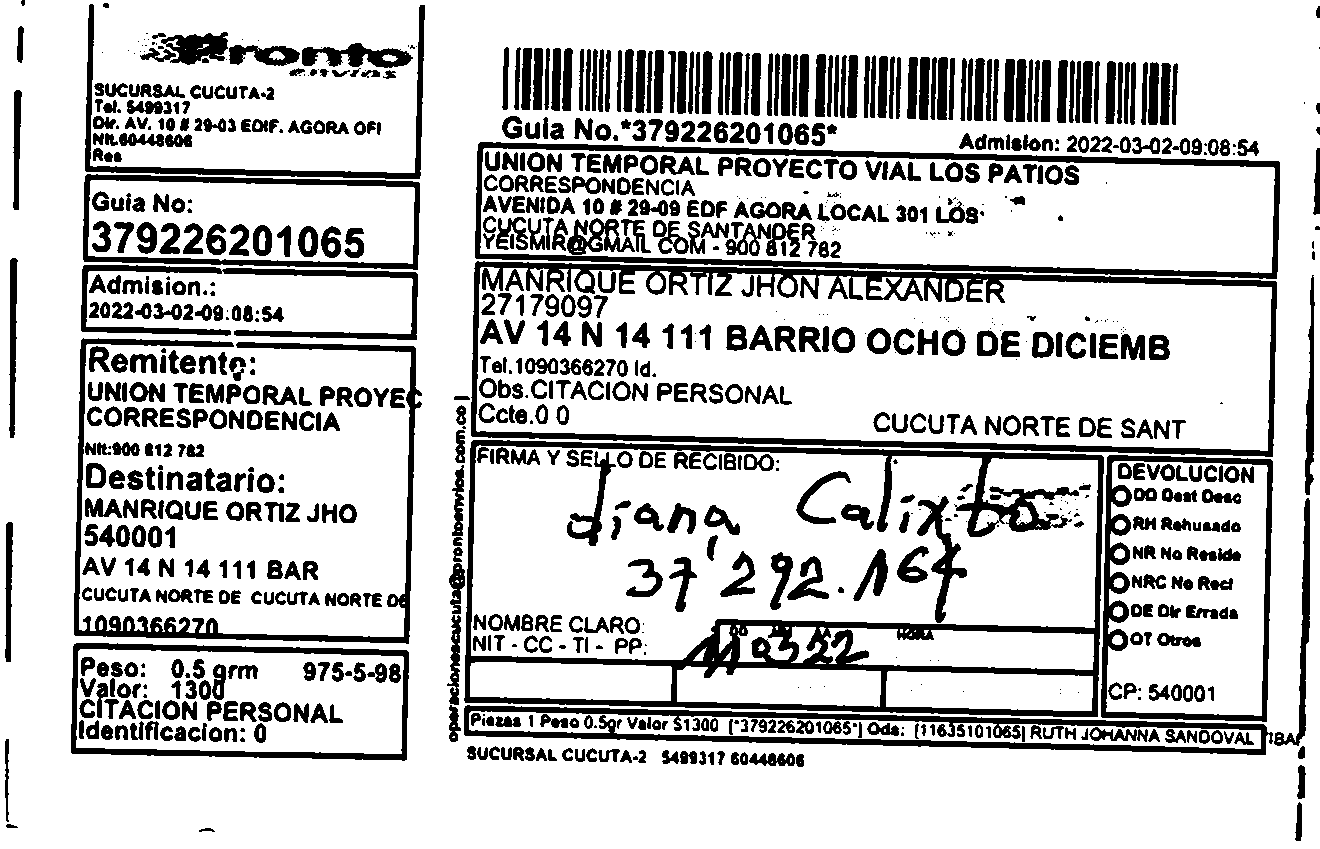 Pronto
envios
SUCURSAL CUCUTA-2
Tel. 5499317
Dir. AV. 10 # 29-03 EDIF. AGORA OFI
Nit.60448606
Res
Guia No:
379226201065
Admision.:
2022-03-02-09:08:54
Remitente:
UNION TEMPORAL PROYEC
CORRESPONDENCIA
Nit:900 812 782
Destinatario:
MANRIQUE ORTIZ JHO
540001
AV 14 N 14 111 BAR
CUCUTA NORTE DE CUCUTA NORTE DE
1090366270
Peso: 0.5 grm 975-5-98
Valor: 1300
CITACION PERSONAL
Identificacion: 0
operacionescucuta@prontoenvios.com.co
Guia No.*379226201065*
Admision: 2022-03-02-09:08:54
UNION TEMPORAL PROYECTO VIAL LOS PATIOS
CORRESPONDENCIA
AVENIDA 10 # 29-09 EDF AGORA LOCAL 301 LOS
CUCUTA NORTE DE SANTANDER
YEISMIR@GMAIL COM - 900 812 782
MANRIQUE ORTIZ JHON ALEXANDER
27179097
AV 14 N 14 111 BARRIO OCHO DE DICIEMB
Tel.1090366270 Id.
Obs.CITACION PERSONAL
Ccte.0 0 CUCUTA NORTE DE SANT
FIRMA Y SELLO DE RECIBIDO:
diana Calixto
37'292.164
NOMBRE CLARO:
NIT - CC - TI - PP:
DD MM AA HORA
110322
DEVOLUCION
DD Dest Desc
RH Rehusado
NR No Reside
NRC No Recl
DE Dir Errada
OT Otros
CP: 540001
Piezas 1 Peso 0.5gr Valor $1300 [*379226201065*] Ods: [11635101065] RUTH JOHANNA SANDOVAL TIBA
SUCURSAL CUCUTA-2 5499317 60448606